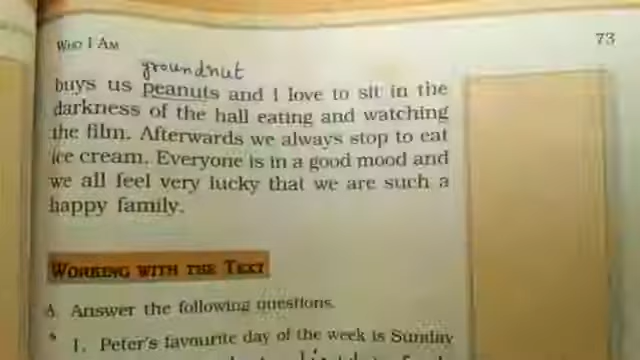 WHO I AM
73
groundnut
buys us peanuts and I love to sit in the
darkness of the hall eating and watching
the film. Afterwards we always stop to eat
ice cream. Everyone is in a good mood and
we all feel very lucky that we are such a
happy family.
WORKING WITH THE TEXT
A. Answer the following questions.
1. Peter's favourite day of the week is Sunday